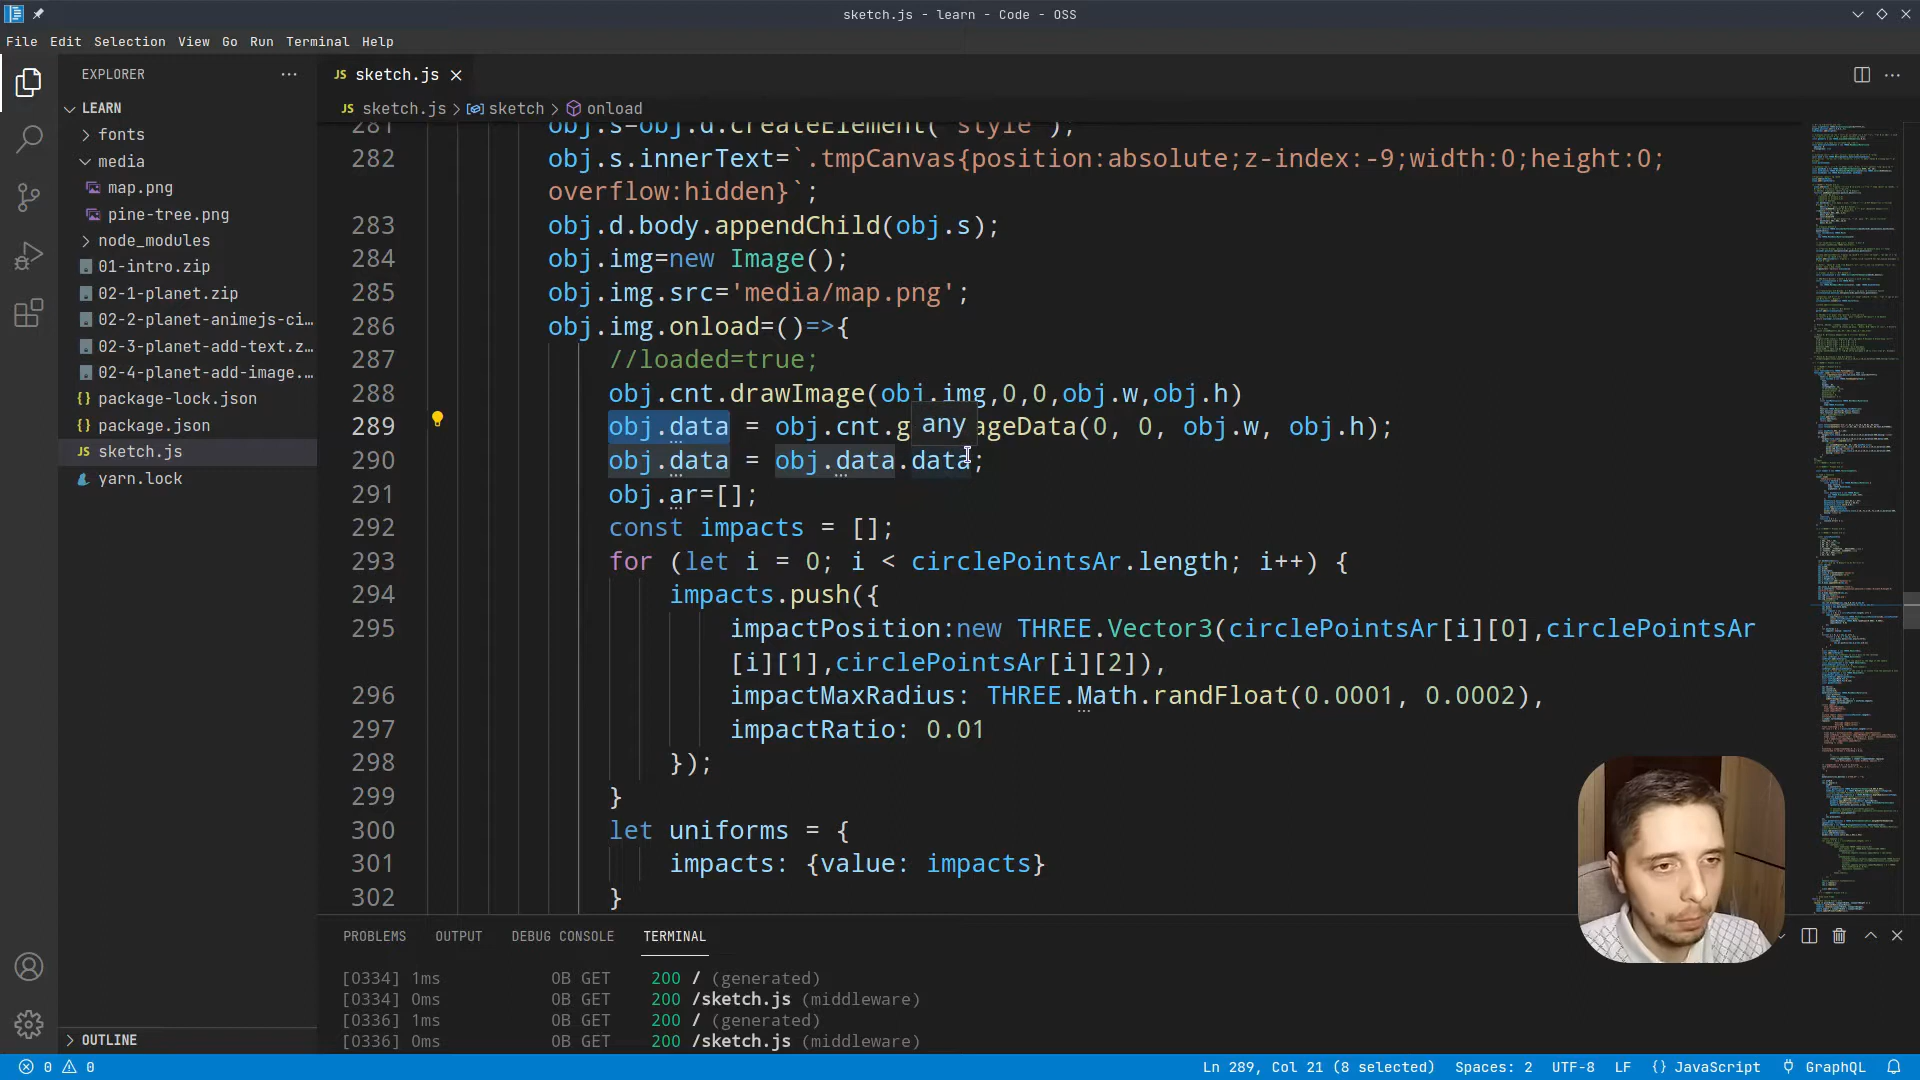 sketch.js - learn - Code - OSS
File Edit Selection View Go Run Terminal Help
EXPLORER
LEARN
fonts
media
map.png
pine-tree.png
node_modules
01-intro.zip
02-1-planet.zip
02-2-planet-animejs-ci...
02-3-planet-add-text.z...
02-4-planet-add-image....
package-lock.json
package.json
sketch.js
yarn.lock
OUTLINE
JS sketch.js
JS sketch.js > sketch > onload
281 obj.s=obj.d.createElement("style");
282 obj.s.innerText=`.tmpCanvas{position:absolute;z-index:-9;width:0;height:0;
overflow:hidden}`;
283 obj.d.body.appendChild(obj.s);
284 obj.img=new Image();
285 obj.img.src='media/map.png';
286 obj.img.onload=()=>{
287 //loaded=true;
288 obj.cnt.drawImage(obj.img,0,0,obj.w,obj.h)
any
289 obj.data = obj.cnt.g ageData(0, 0, obj.w, obj.h);
290 obj.data = obj.data.data;
291 obj.ar=[];
292 const impacts = [];
293 for (let i = 0; i < circlePointsAr.length; i++) {
294 impacts.push({
295 impactPosition:new THREE.Vector3(circlePointsAr[i][0],circlePointsAr
[i][1],circlePointsAr[i][2]),
296 impactMaxRadius: THREE.Math.randFloat(0.0001, 0.0002),
297 impactRatio: 0.01
298 });
299 }
300 let uniforms = {
301 impacts: {value: impacts}
302 }
PROBLEMS OUTPUT DEBUG CONSOLE TERMINAL
[0334] 1ms 0B GET 200 / (generated)
[0334] 0ms 0B GET 200 /sketch.js (middleware)
[0336] 1ms 0B GET 200 / (generated)
[0336] 0ms 0B GET 200 /sketch.js (middleware)
0 0 Ln 289, Col 21 (8 selected) Spaces: 2 UTF-8 LF {} JavaScript GraphQL